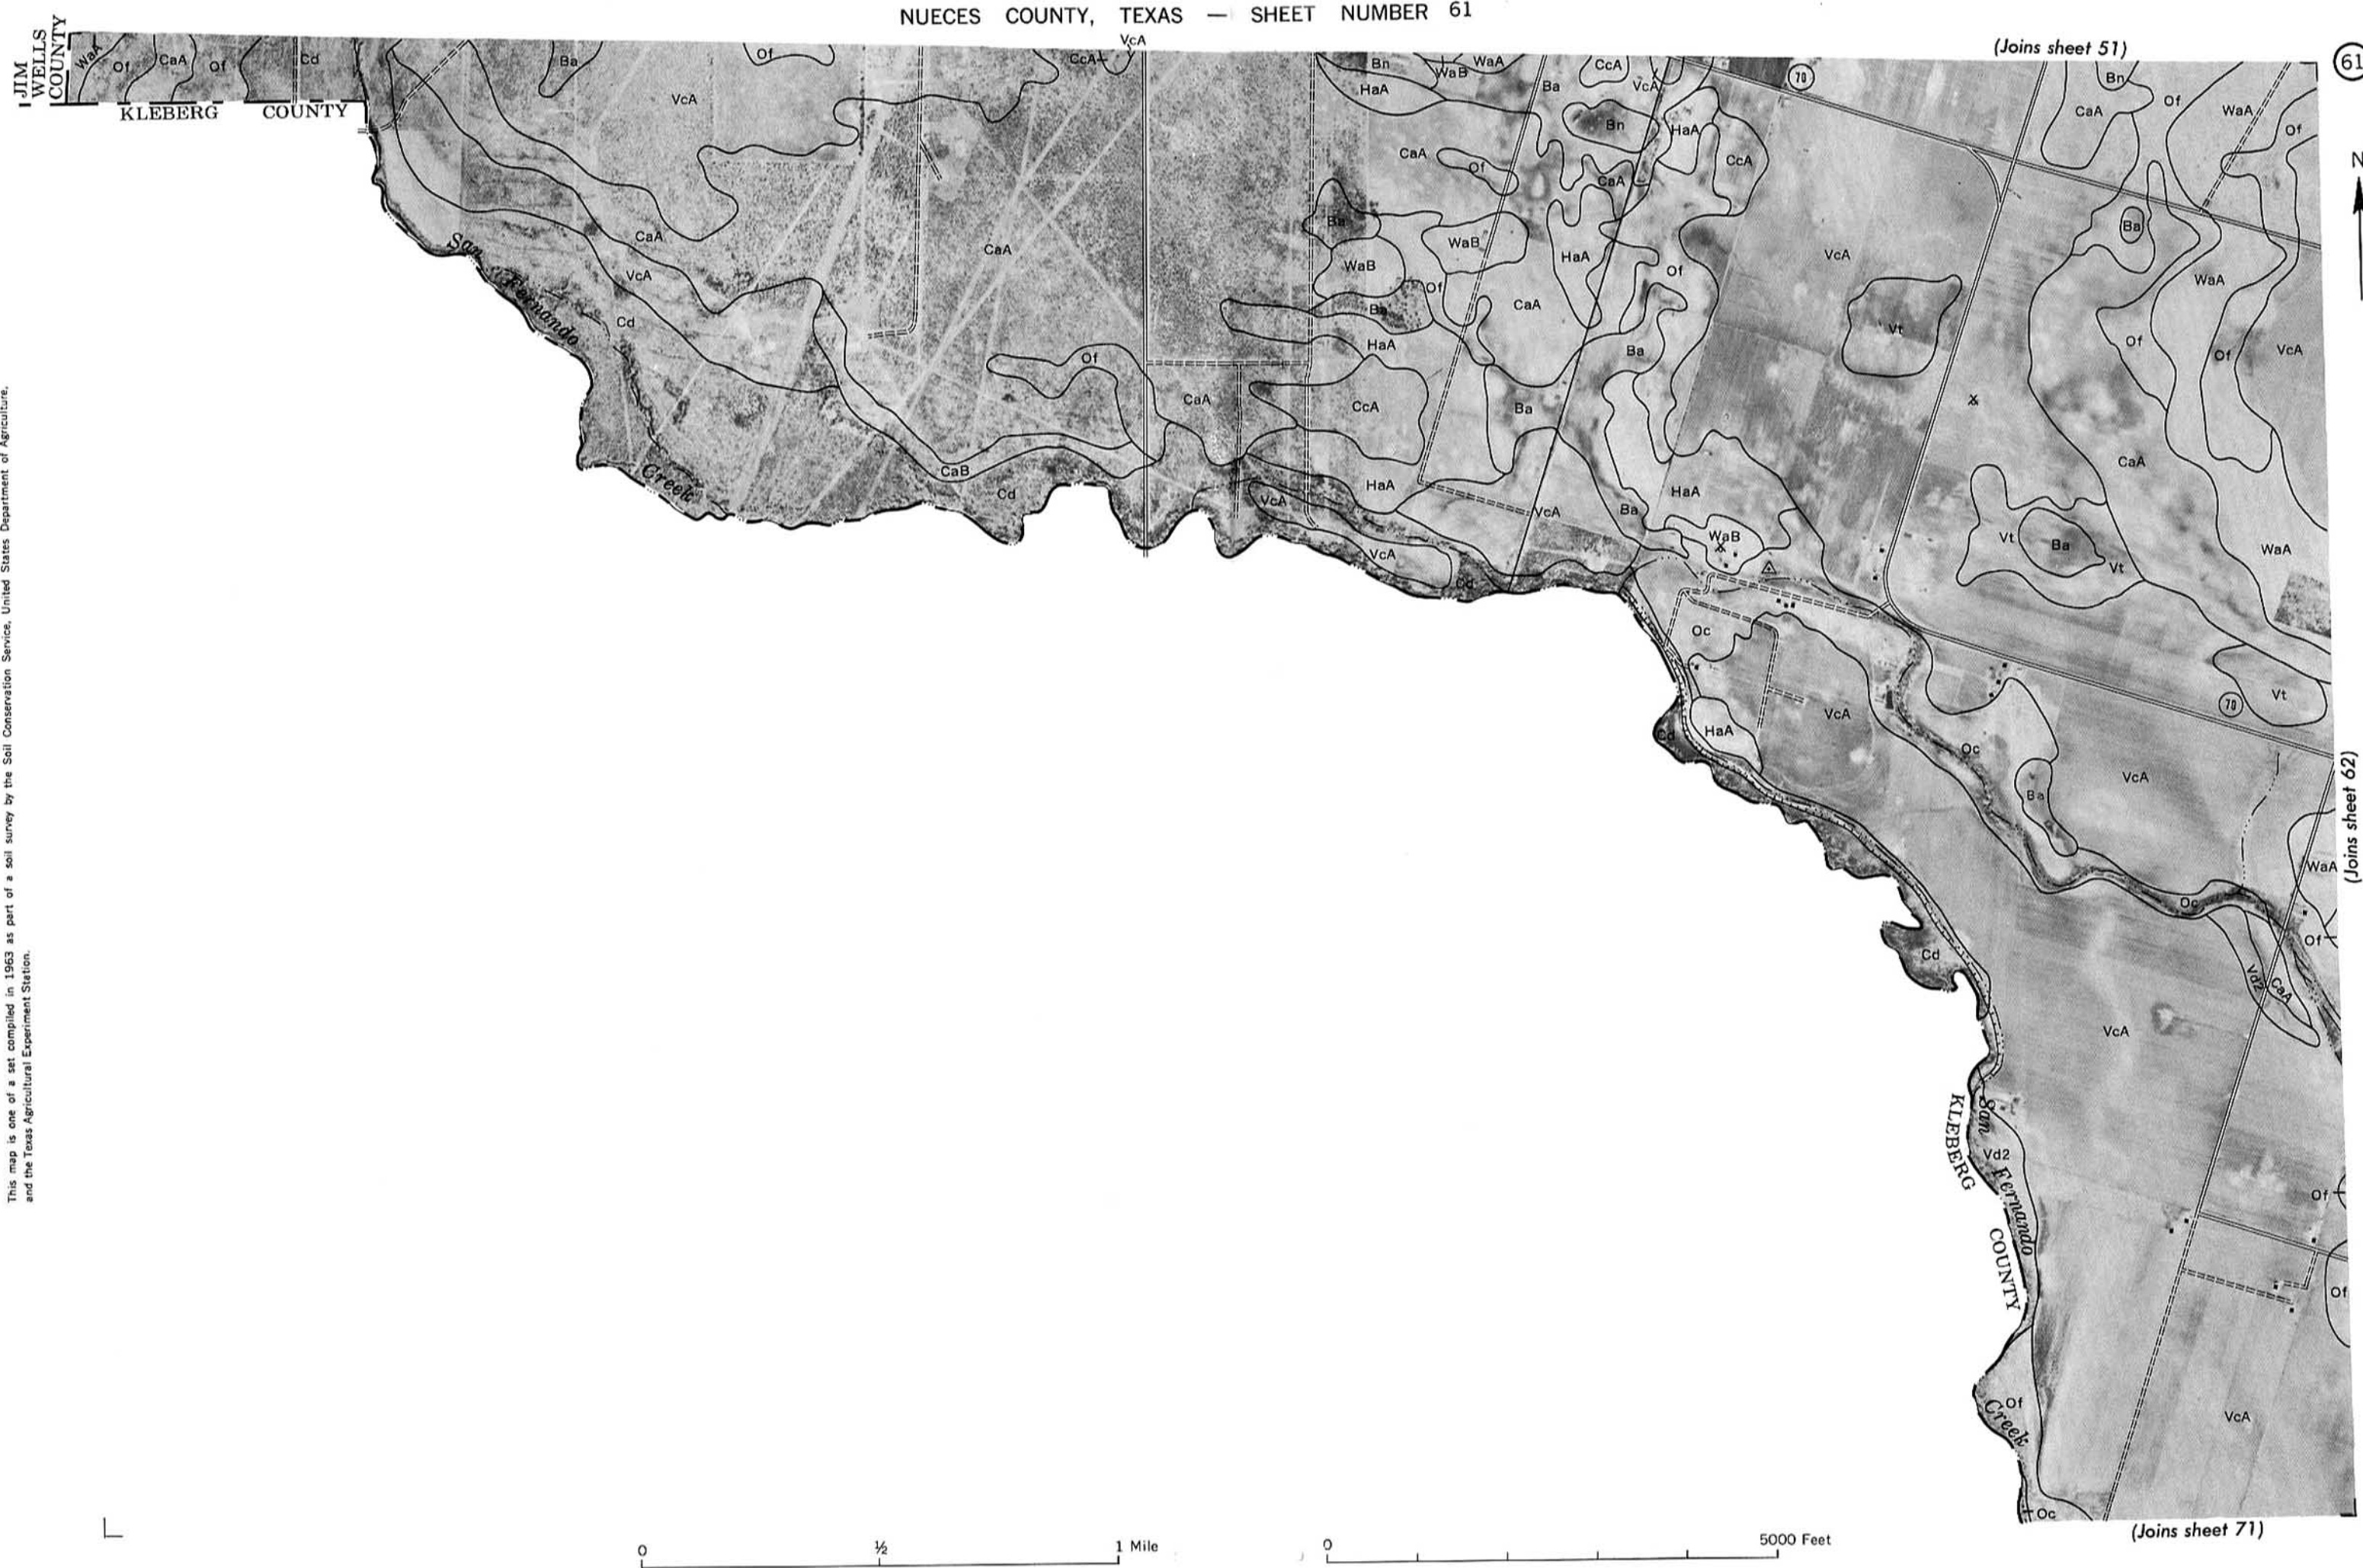 NUECES COUNTY, TEXAS — SHEET NUMBER 61
(Joins sheet 51)
61
N
JIM
WELLS
COUNTY
KLEBERG COUNTY
WaA
Of
CaA
Of
Cd
Ba
Of
VcA
CcA
VcA
Bn
WaB
WaA
HaA
Ba
CcA
VcA
70
Bn
CaA
Of
WaA
Of
Bn
HaA
CcA
CaA
Of
CaA
Ba
WaB
WaB
HaA
Of
VcA
Ba
WaA
CaA
VcA
CaA
San
Fernando
Creek
Cd
Of
Ba
CaA
Vt
Of
Of
VcA
HaA
Ba
Of
CaA
CcA
Ba
CaB
Cd
HaA
VcA
VcA
Ba
HaA
CaA
VcA
Cd
WaB
Vt
Ba
Vt
WaA
Oc
Vt
70
VcA
HaA
Cd
Oc
VcA
Ba
WaA
(Joins sheet 62)
Oc
Of
Cd
Vd2
CaA
VcA
San
Fernando
Creek
KLEBERG
COUNTY
Vd2
Of
Of
Of
VcA
Oc
(Joins sheet 71)
This map is one of a set compiled in 1963 as part of a soil survey by the Soil Conservation Service, United States Department of Agriculture,
and the Texas Agricultural Experiment Station.
0 ½ 1 Mile
0 5000 Feet